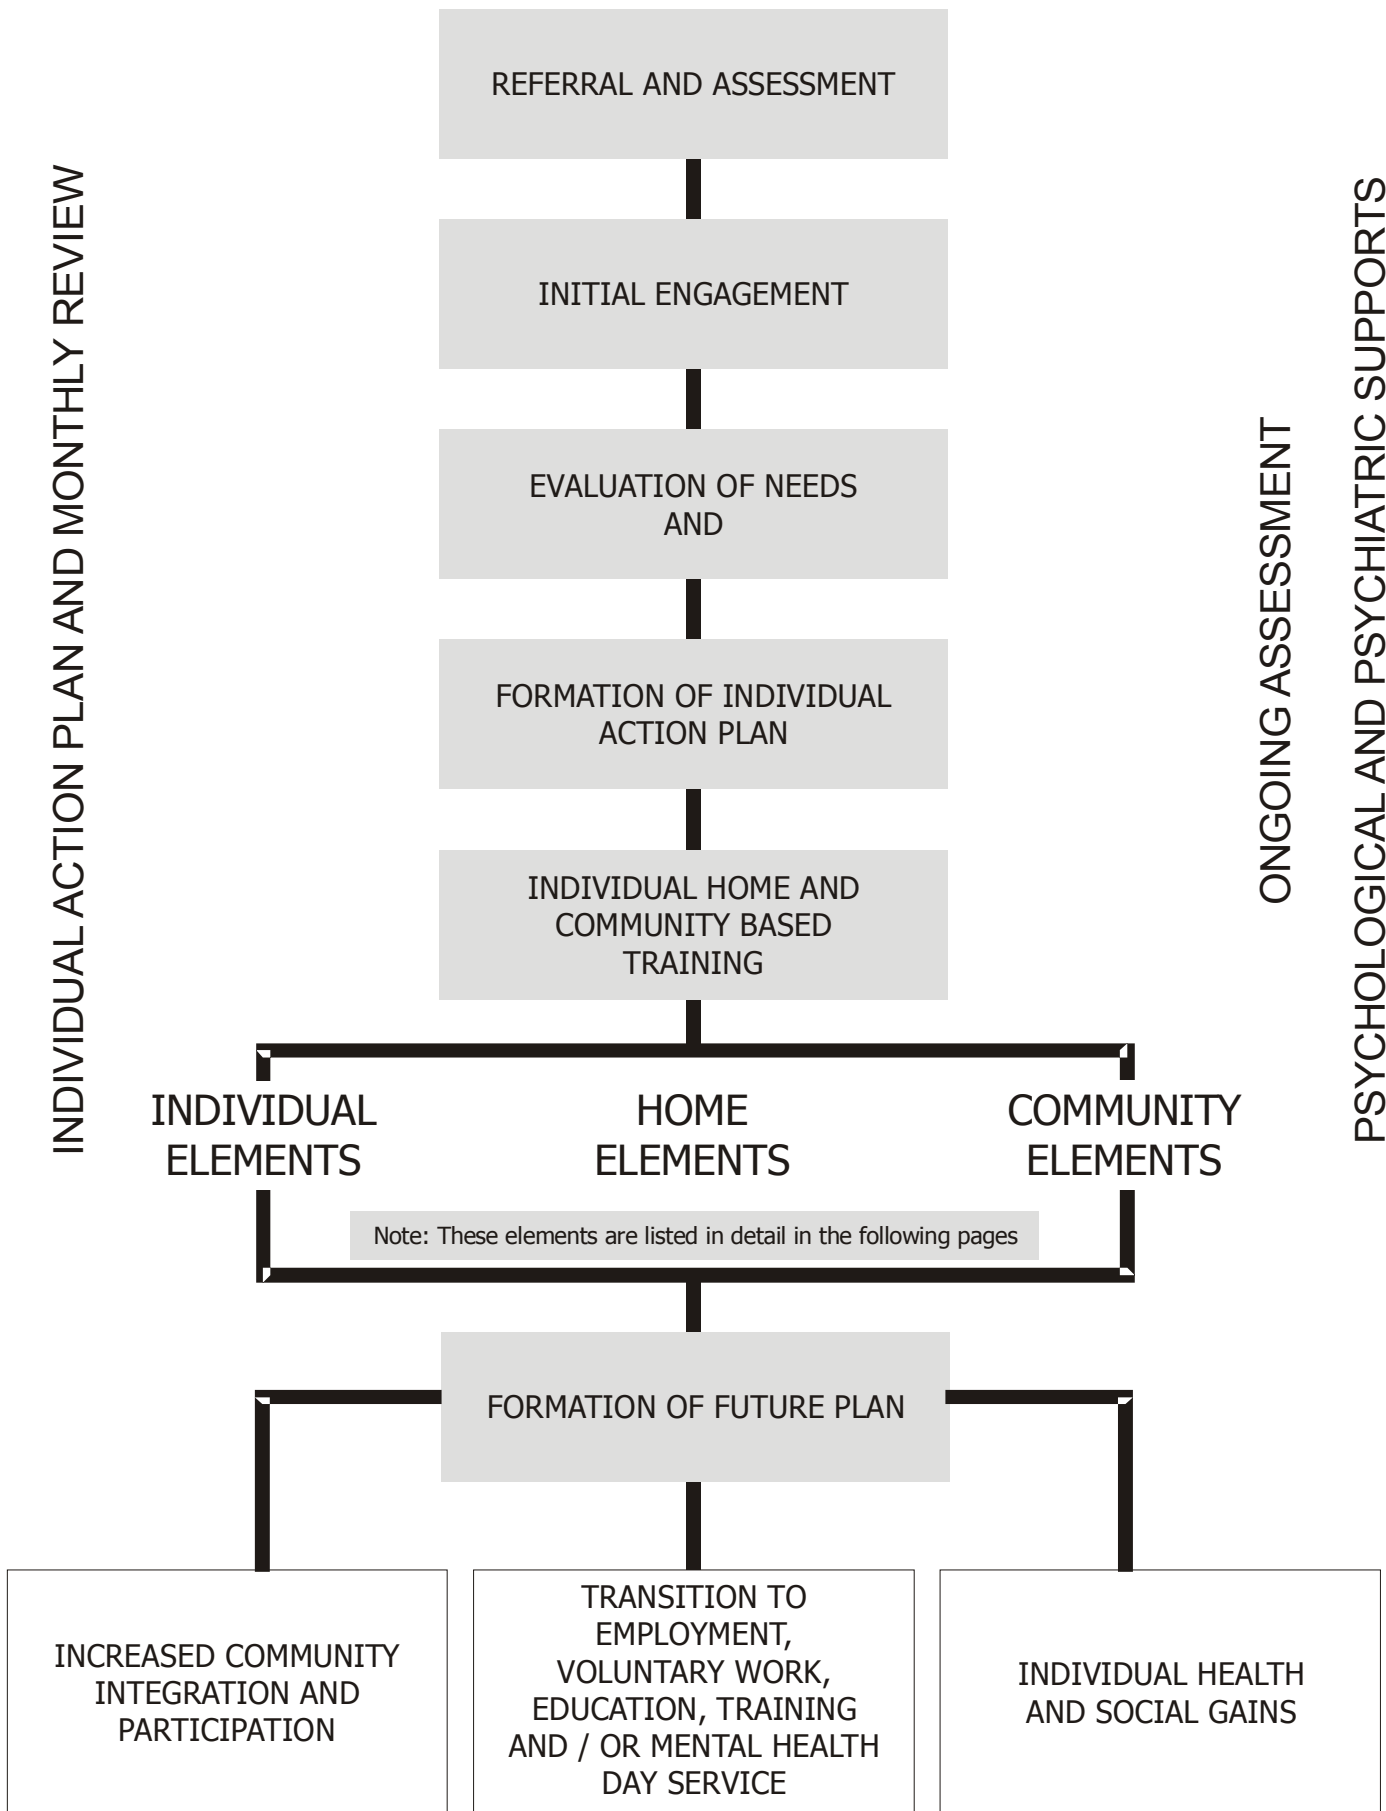 REFERRAL AND ASSESSMENT
INDIVIDUAL ACTION PLAN AND MONTHLY REVIEW
INITIAL ENGAGEMENT
EVALUATION OF NEEDS
AND
FORMATION OF INDIVIDUAL
ACTION PLAN
INDIVIDUAL HOME AND
COMMUNITY BASED
TRAINING
ONGOING ASSESSMENT
PSYCHOLOGICAL AND PSYCHIATRIC SUPPORTS
INDIVIDUAL
ELEMENTS
HOME
ELEMENTS
COMMUNITY
ELEMENTS
Note: These elements are listed in detail in the following pages
FORMATION OF FUTURE PLAN
INCREASED COMMUNITY
INTEGRATION AND
PARTICIPATION
TRANSITION TO
EMPLOYMENT,
VOLUNTARY WORK,
EDUCATION, TRAINING
AND / OR MENTAL HEALTH
DAY SERVICE
INDIVIDUAL HEALTH
AND SOCIAL GAINS